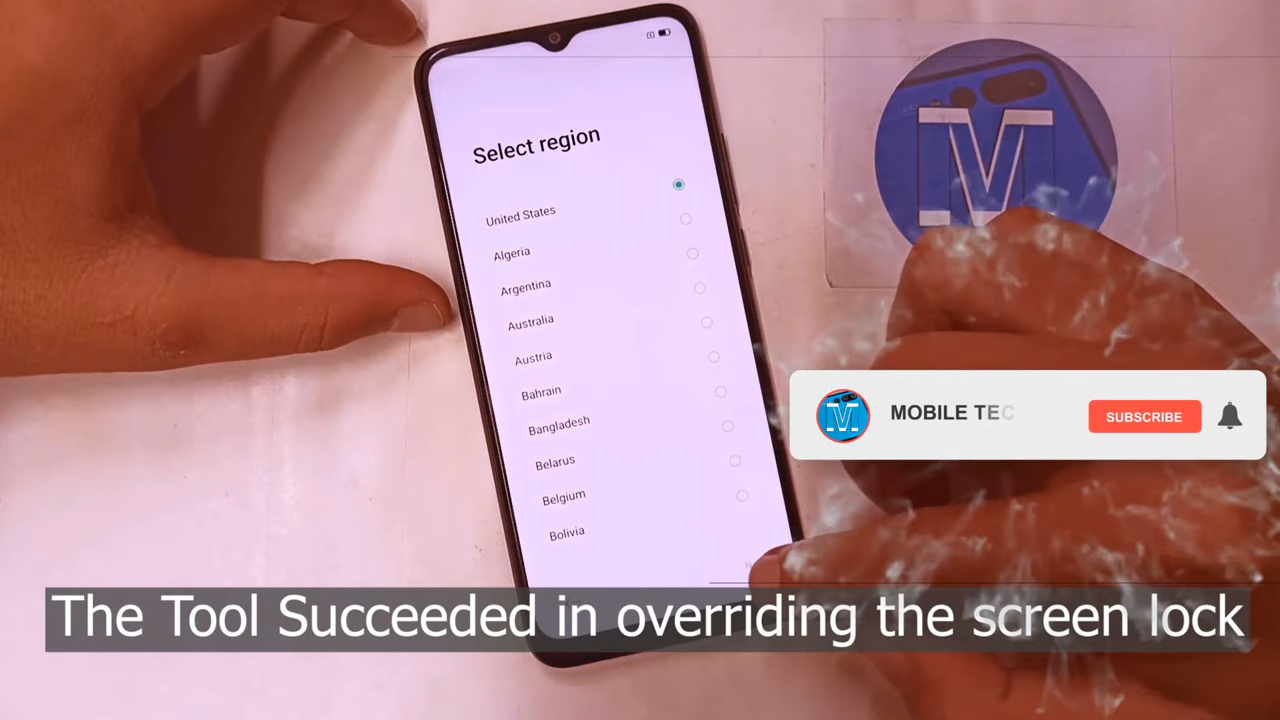 Select region
United States
Algeria
Argentina
Australia
Austria
Bahrain
Bangladesh
Belarus
Belgium
Bolivia
M
M
MOBILE TEC
SUBSCRIBE
The Tool Succeeded in overriding the screen lock